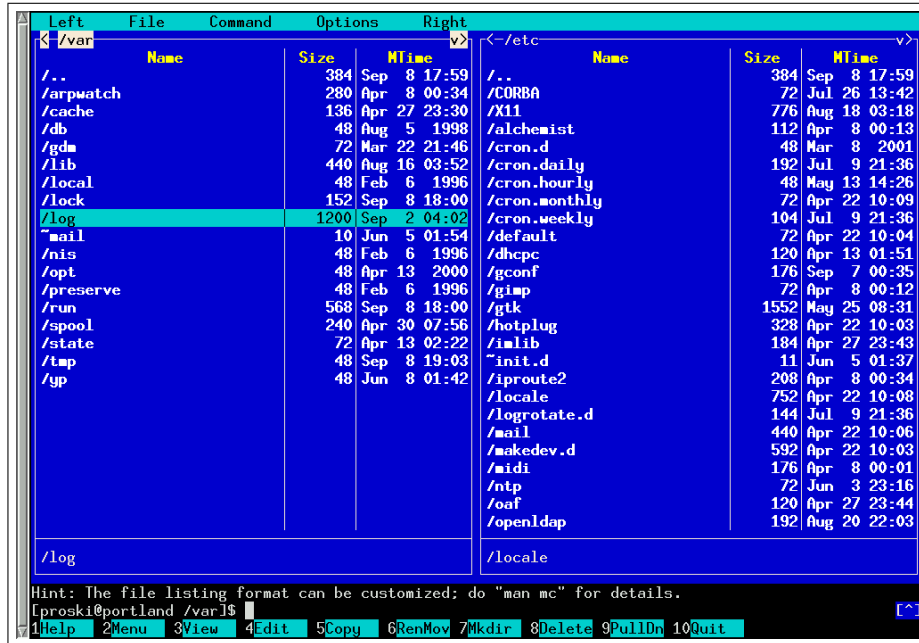 Left File Command Options Right
< /var v>
Name Size MTime
/.. 384 Sep 8 17:59
/arpwatch 280 Apr 8 00:34
/cache 136 Apr 27 23:30
/db 48 Aug 5 1998
/gdm 72 Mar 22 21:46
/lib 440 Aug 16 03:52
/local 48 Feb 6 1996
/lock 152 Sep 8 18:00
/log 1200 Sep 2 04:02
~mail 10 Jun 5 01:54
/nis 48 Feb 6 1996
/opt 48 Apr 13 2000
/preserve 48 Feb 6 1996
/run 568 Sep 8 18:00
/spool 240 Apr 30 07:56
/state 72 Apr 13 02:22
/tmp 48 Sep 8 19:03
/yp 48 Jun 8 01:42
/log
<-/etc v>
Name Size MTime
/.. 384 Sep 8 17:59
/CORBA 72 Jul 26 13:42
/X11 776 Aug 18 03:18
/alchemist 112 Apr 8 00:13
/cron.d 48 Mar 8 2001
/cron.daily 192 Jul 9 21:36
/cron.hourly 48 May 13 14:26
/cron.monthly 72 Apr 22 10:09
/cron.weekly 104 Jul 9 21:36
/default 72 Apr 22 10:04
/dhcpc 120 Apr 13 01:51
/gconf 176 Sep 7 00:35
/gimp 72 Apr 8 00:12
/gtk 1552 May 25 08:31
/hotplug 328 Apr 22 10:03
/imlib 184 Apr 27 23:43
~init.d 11 Jun 5 01:37
/iproute2 208 Apr 8 00:34
/locale 752 Apr 22 10:08
/logrotate.d 144 Jul 9 21:36
/mail 440 Apr 22 10:06
/makedev.d 592 Apr 22 10:03
/midi 176 Apr 8 00:01
/ntp 72 Jun 3 23:16
/oaf 120 Apr 27 23:44
/openldap 192 Aug 20 22:03
/locale
Hint: The file listing format can be customized; do "man mc" for details.
[proski@portland /var]$ [^]
1Help 2Menu 3View 4Edit 5Copy 6RenMov 7Mkdir 8Delete 9PullDn 10Quit